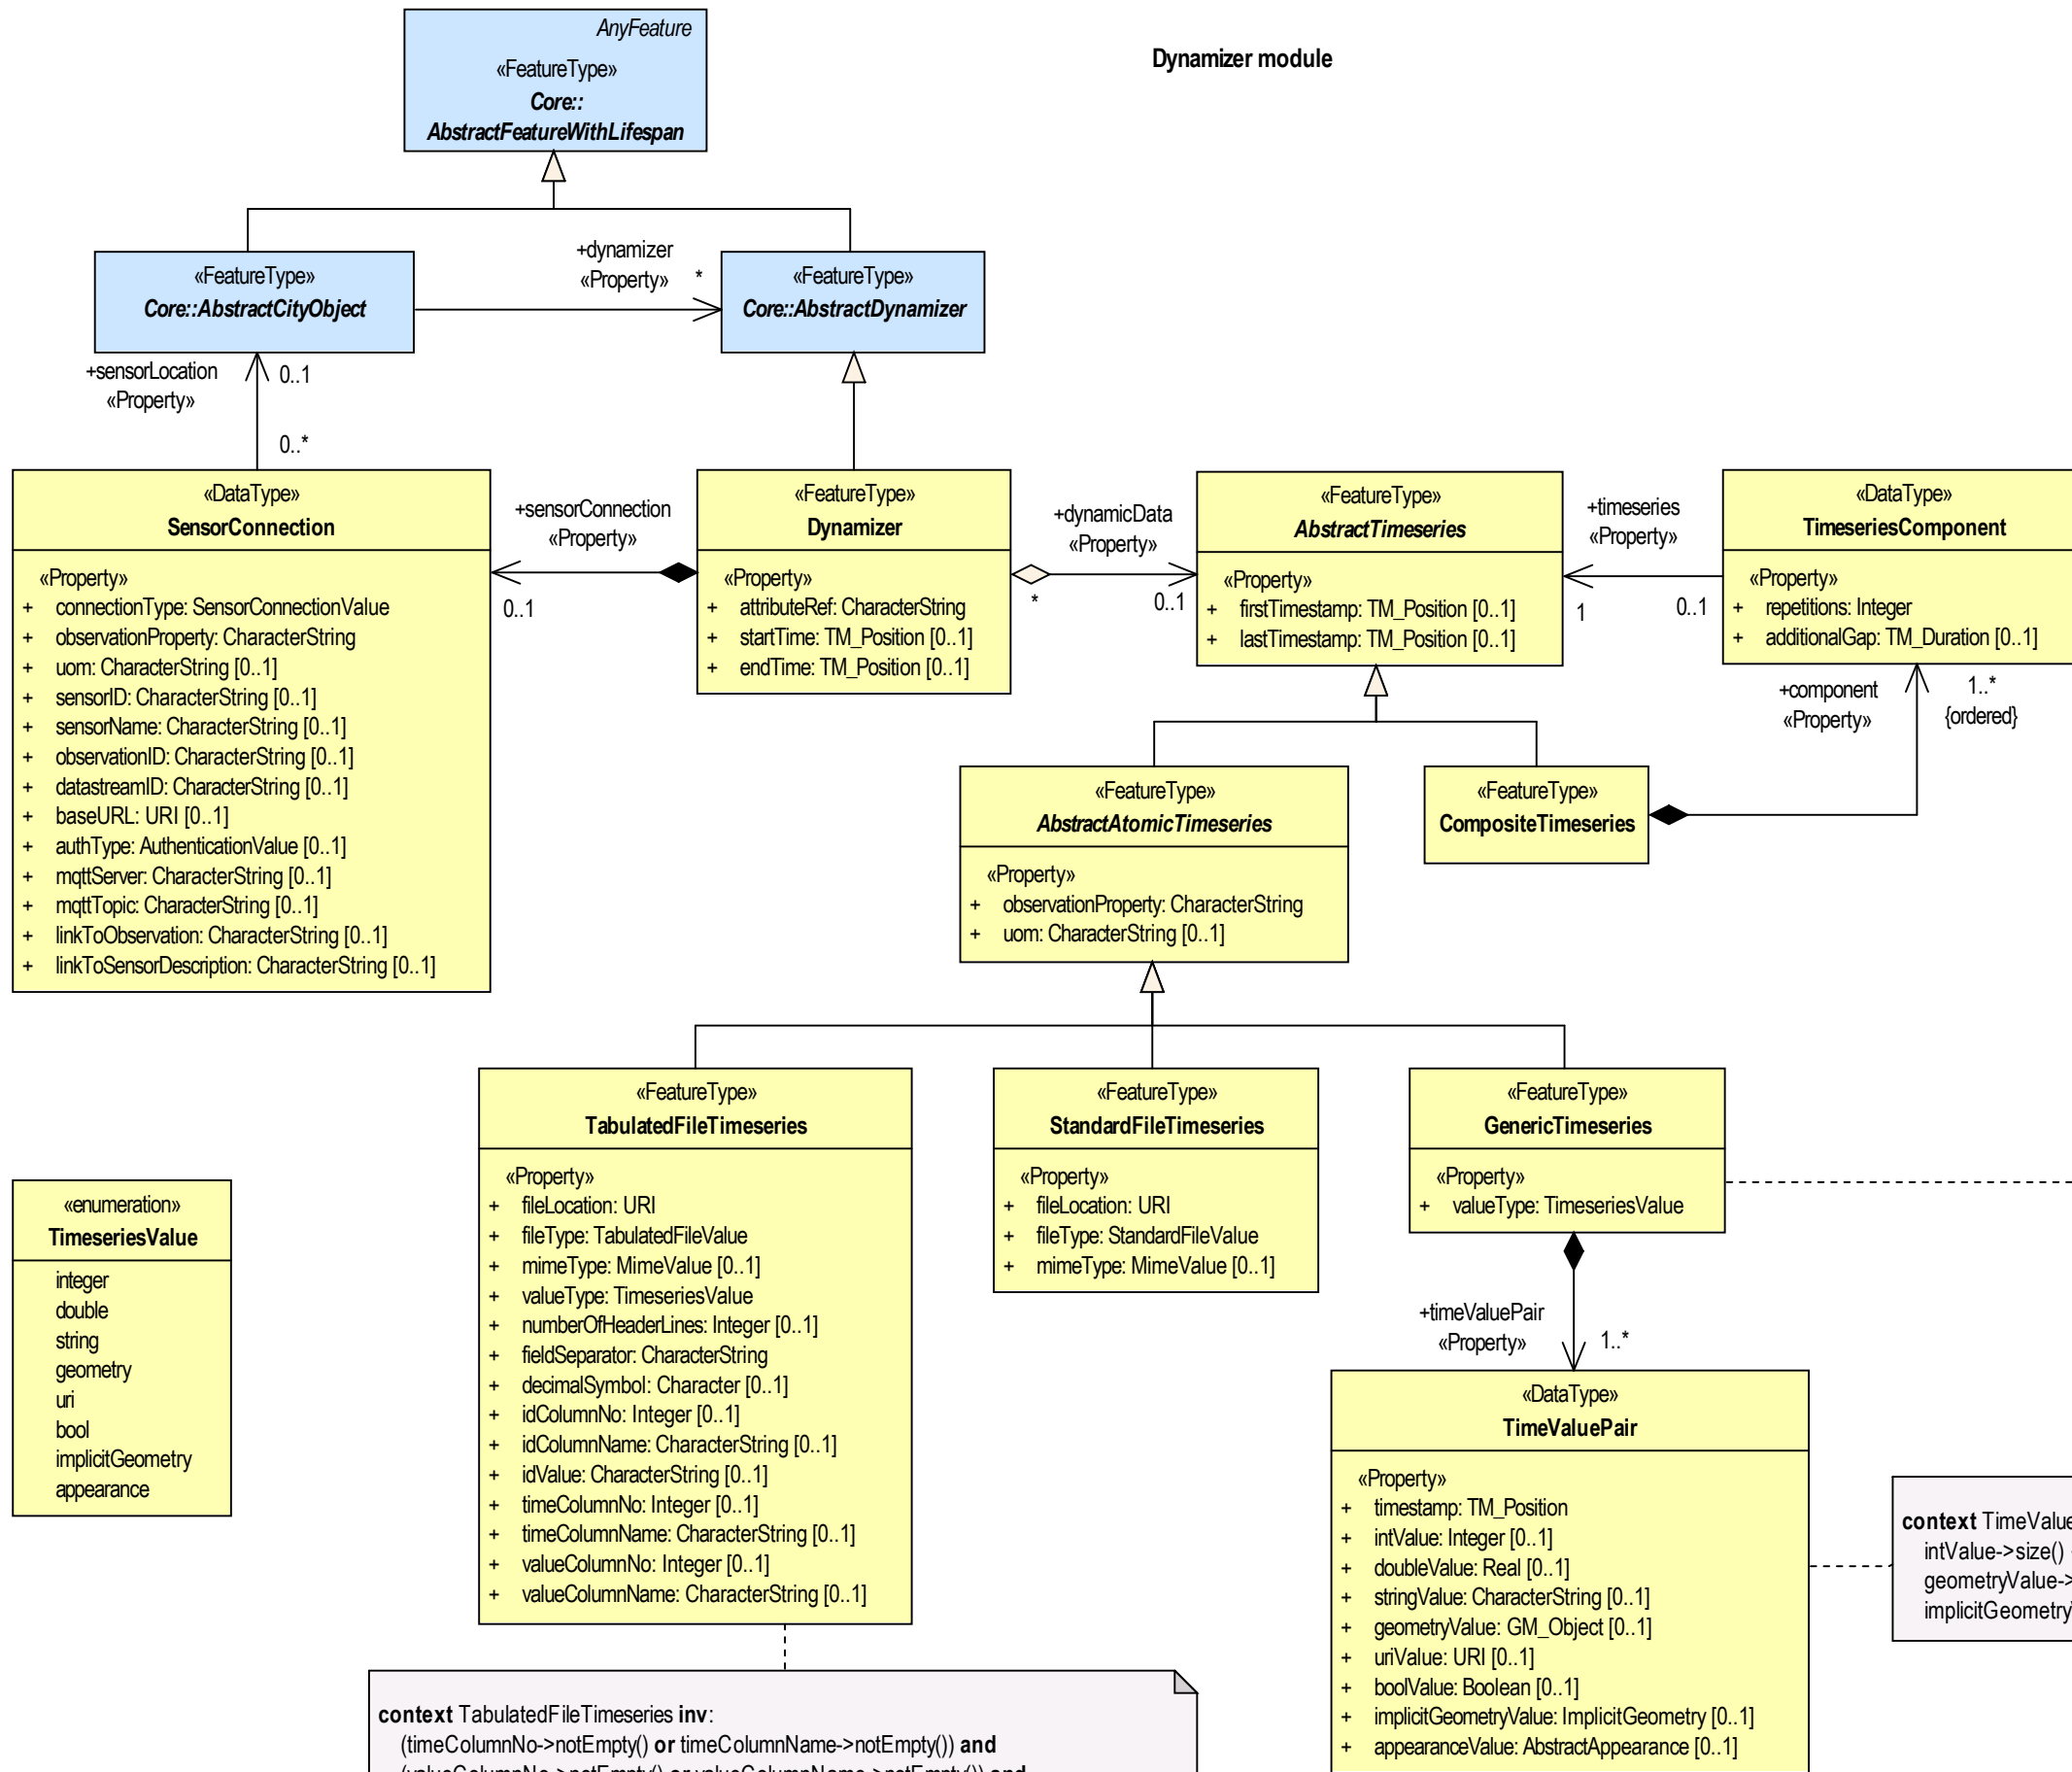 AnyFeature
«FeatureType»
Core::
AbstractFeatureWithLifespan
Dynamizer module
«FeatureType»
Core::AbstractCityObject
+dynamizer
«Property»
*
«FeatureType»
Core::AbstractDynamizer
+sensorLocation
«Property»
0..1
0..*
«DataType»
SensorConnection
«Property»
+ connectionType: SensorConnectionValue
+ observationProperty: CharacterString
+ uom: CharacterString [0..1]
+ sensorID: CharacterString [0..1]
+ sensorName: CharacterString [0..1]
+ observationID: CharacterString [0..1]
+ datastreamID: CharacterString [0..1]
+ baseURL: URI [0..1]
+ authType: AuthenticationValue [0..1]
+ mqttServer: CharacterString [0..1]
+ mqttTopic: CharacterString [0..1]
+ linkToObservation: CharacterString [0..1]
+ linkToSensorDescription: CharacterString [0..1]
+sensorConnection
«Property»
0..1
«FeatureType»
Dynamizer
«Property»
+ attributeRef: CharacterString
+ startTime: TM_Position [0..1]
+ endTime: TM_Position [0..1]
+dynamicData
«Property»
*
0..1
«FeatureType»
AbstractTimeseries
«Property»
+ firstTimestamp: TM_Position [0..1]
+ lastTimestamp: TM_Position [0..1]
+timeseries
«Property»
1
0..1
«DataType»
TimeseriesComponent
«Property»
+ repetitions: Integer
+ additionalGap: TM_Duration [0..1]
+component
«Property»
1..*
{ordered}
«FeatureType»
AbstractAtomicTimeseries
«Property»
+ observationProperty: CharacterString
+ uom: CharacterString [0..1]
«FeatureType»
CompositeTimeseries
«FeatureType»
TabulatedFileTimeseries
«Property»
+ fileLocation: URI
+ fileType: TabulatedFileValue
+ mimeType: MimeValue [0..1]
+ valueType: TimeseriesValue
+ numberOfHeaderLines: Integer [0..1]
+ fieldSeparator: CharacterString
+ decimalSymbol: Character [0..1]
+ idColumnNo: Integer [0..1]
+ idColumnName: CharacterString [0..1]
+ idValue: CharacterString [0..1]
+ timeColumnNo: Integer [0..1]
+ timeColumnName: CharacterString [0..1]
+ valueColumnNo: Integer [0..1]
+ valueColumnName: CharacterString [0..1]
«FeatureType»
StandardFileTimeseries
«Property»
+ fileLocation: URI
+ fileType: StandardFileValue
+ mimeType: MimeValue [0..1]
«FeatureType»
GenericTimeseries
«Property»
+ valueType: TimeseriesValue
«enumeration»
TimeseriesValue
integer
double
string
geometry
uri
bool
implicitGeometry
appearance
+timeValuePair
«Property»
1..*
«DataType»
TimeValuePair
«Property»
+ timestamp: TM_Position
+ intValue: Integer [0..1]
+ doubleValue: Real [0..1]
+ stringValue: CharacterString [0..1]
+ geometryValue: GM_Object [0..1]
+ uriValue: URI [0..1]
+ boolValue: Boolean [0..1]
+ implicitGeometryValue: ImplicitGeometry [0..1]
+ appearanceValue: AbstractAppearance [0..1]
context TimeValue
intValue->size()
geometryValue->
implicitGeometry
context TabulatedFileTimeseries inv:
(timeColumnNo->notEmpty() or timeColumnName->notEmpty()) and
(valueColumnNo->notEmpty() or valueColumnName->notEmpty()) and